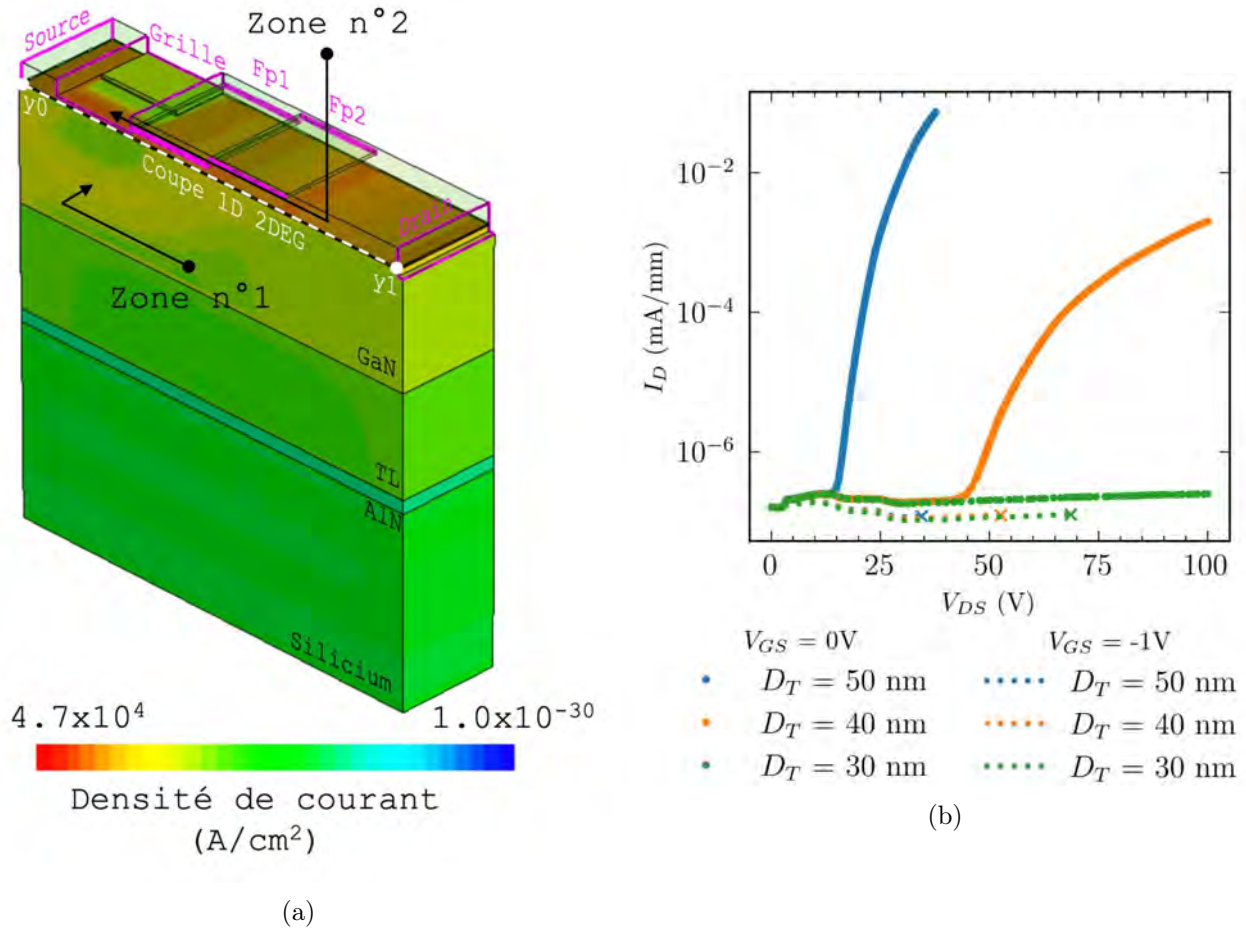 Zone n°2
Source
Grille
Fp1
Fp2
y0
Coupe 1D 2DEG
Drain
y1
Zone n°1
GaN
TL
AlN
Silicium
4.7x10⁴
1.0x10⁻³⁰
Densité de courant
(A/cm²)
(a)
I_D (mA/mm)
10⁻²
10⁻⁴
10⁻⁶
0 25 50 75 100
V_DS (V)
V_GS = 0V V_GS = -1V
D_T = 50 nm D_T = 50 nm
D_T = 40 nm D_T = 40 nm
D_T = 30 nm D_T = 30 nm
(b)